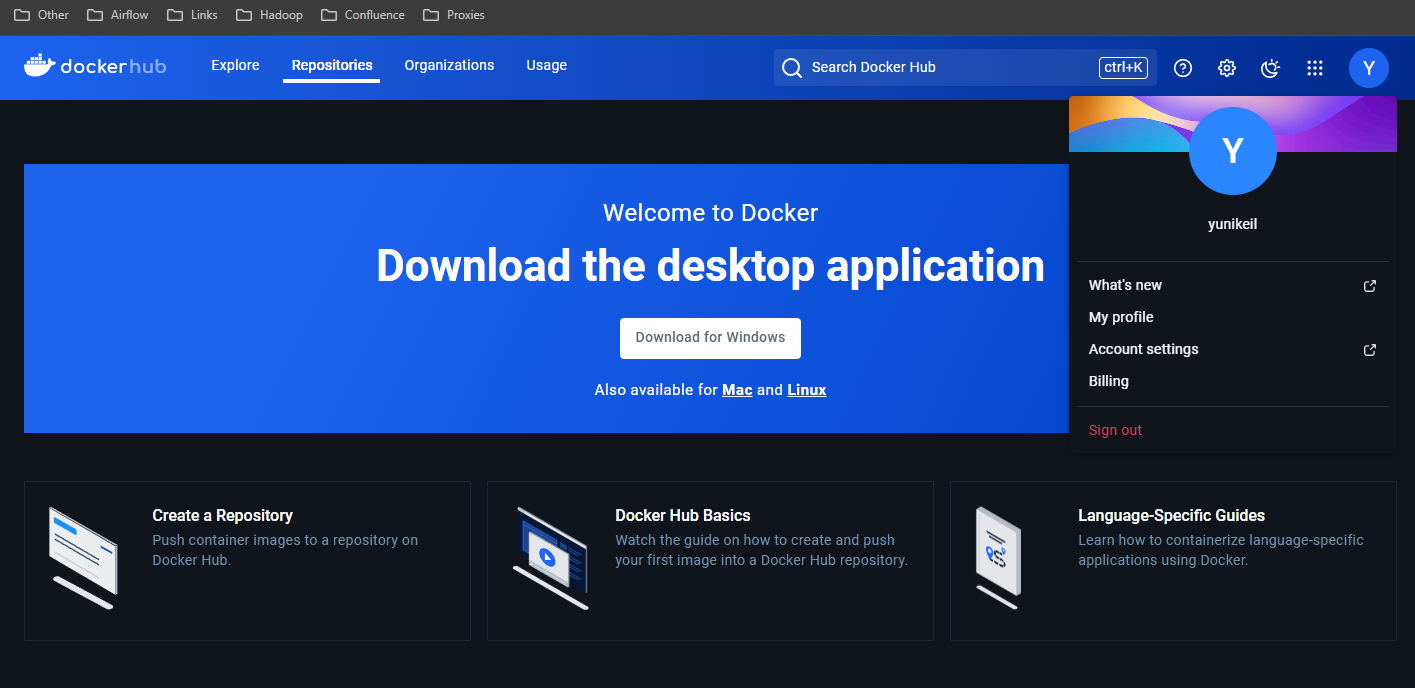 Other Airflow Links Hadoop Confluence Proxies
dockerhub Explore Repositories Organizations Usage Search Docker Hub ctrl+K Y
Y
yunikeil
What's new
My profile
Account settings
Billing
Sign out
Welcome to Docker
Download the desktop application
Download for Windows
Also available for Mac and Linux
Create a Repository
Push container images to a repository on
Docker Hub.
Docker Hub Basics
Watch the guide on how to create and push
your first image into a Docker Hub repository.
Language-Specific Guides
Learn how to containerize language-specific
applications using Docker.